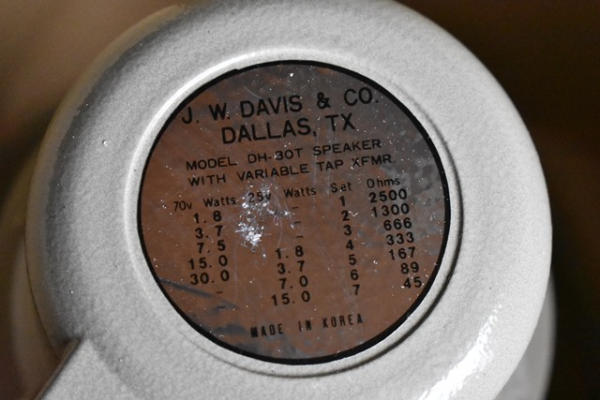 J. W. DAVIS & CO.
DALLAS, TX
MODEL DH-30T SPEAKER
WITH VARIABLE TAP XFMR.
70v Watts 25v Watts Set Ohms
1.8 - 1 2500
3.7 - 2 1300
7.5 - 3 666
15.0 1.8 4 333
30.0 3.7 5 167
- 7.0 6 89
15.0 7 45
MADE IN KOREA